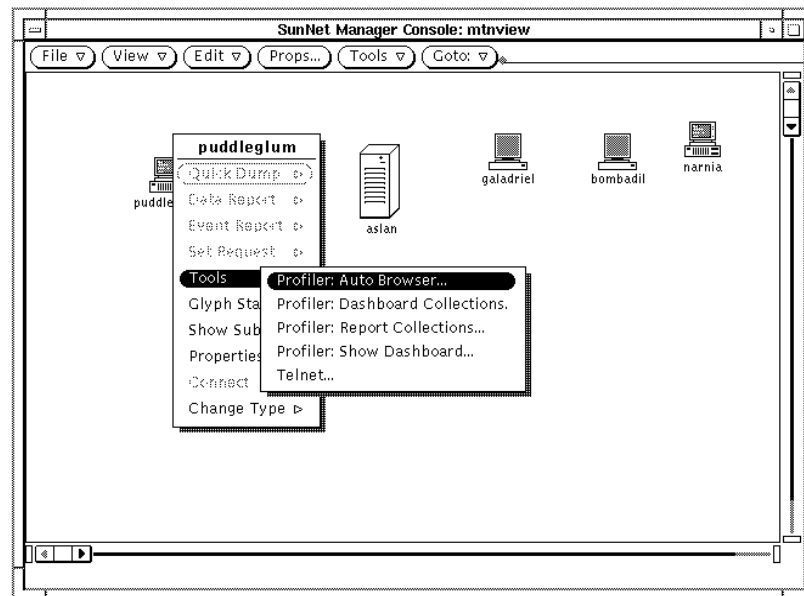 SunNet Manager Console: mtnview
File View Edit Props... Tools Goto:
puddleglum
Quick Dump
Data Report
Event Report
Set Request
Tools
Glyph Sta
Show Sub
Properties
Connect
Change Type
Profiler: Auto Browser...
Profiler: Dashboard Collections.
Profiler: Report Collections...
Profiler: Show Dashboard...
Telnet...
puddle
aslan
galadriel
bombadil
narnia